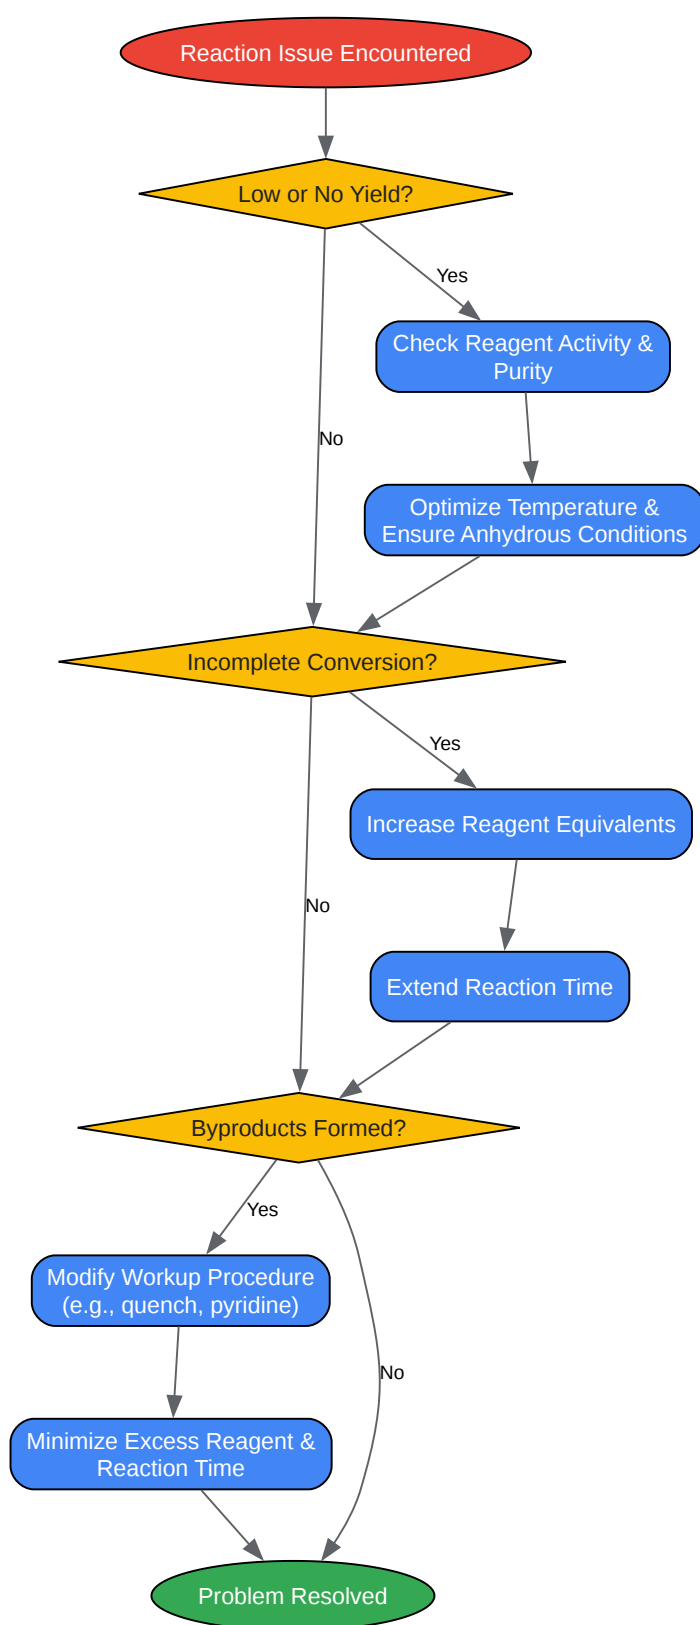 Reaction Issue Encountered
Low or No Yield?
Yes
Check Reagent Activity &
Purity
No
Optimize Temperature &
Ensure Anhydrous Conditions
Incomplete Conversion?
Yes
Increase Reagent Equivalents
No
Extend Reaction Time
Byproducts Formed?
Yes
Modify Workup Procedure
(e.g., quench, pyridine)
No
Minimize Excess Reagent &
Reaction Time
Problem Resolved